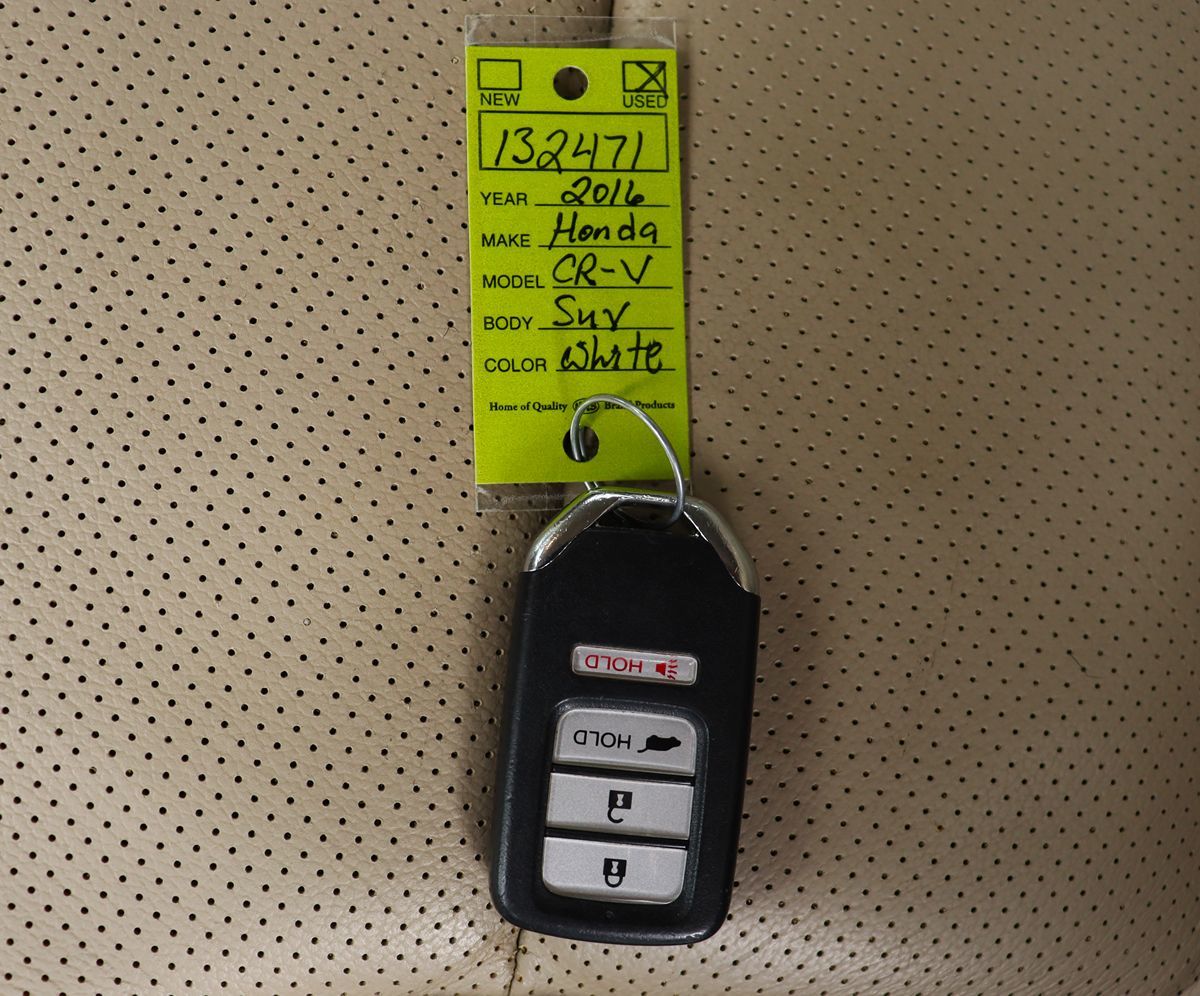 NEW USED
132471
YEAR 2016
MAKE Honda
MODEL CR-V
BODY Suv
COLOR White
Home of Quality Brand Products
HOLD
HOLD